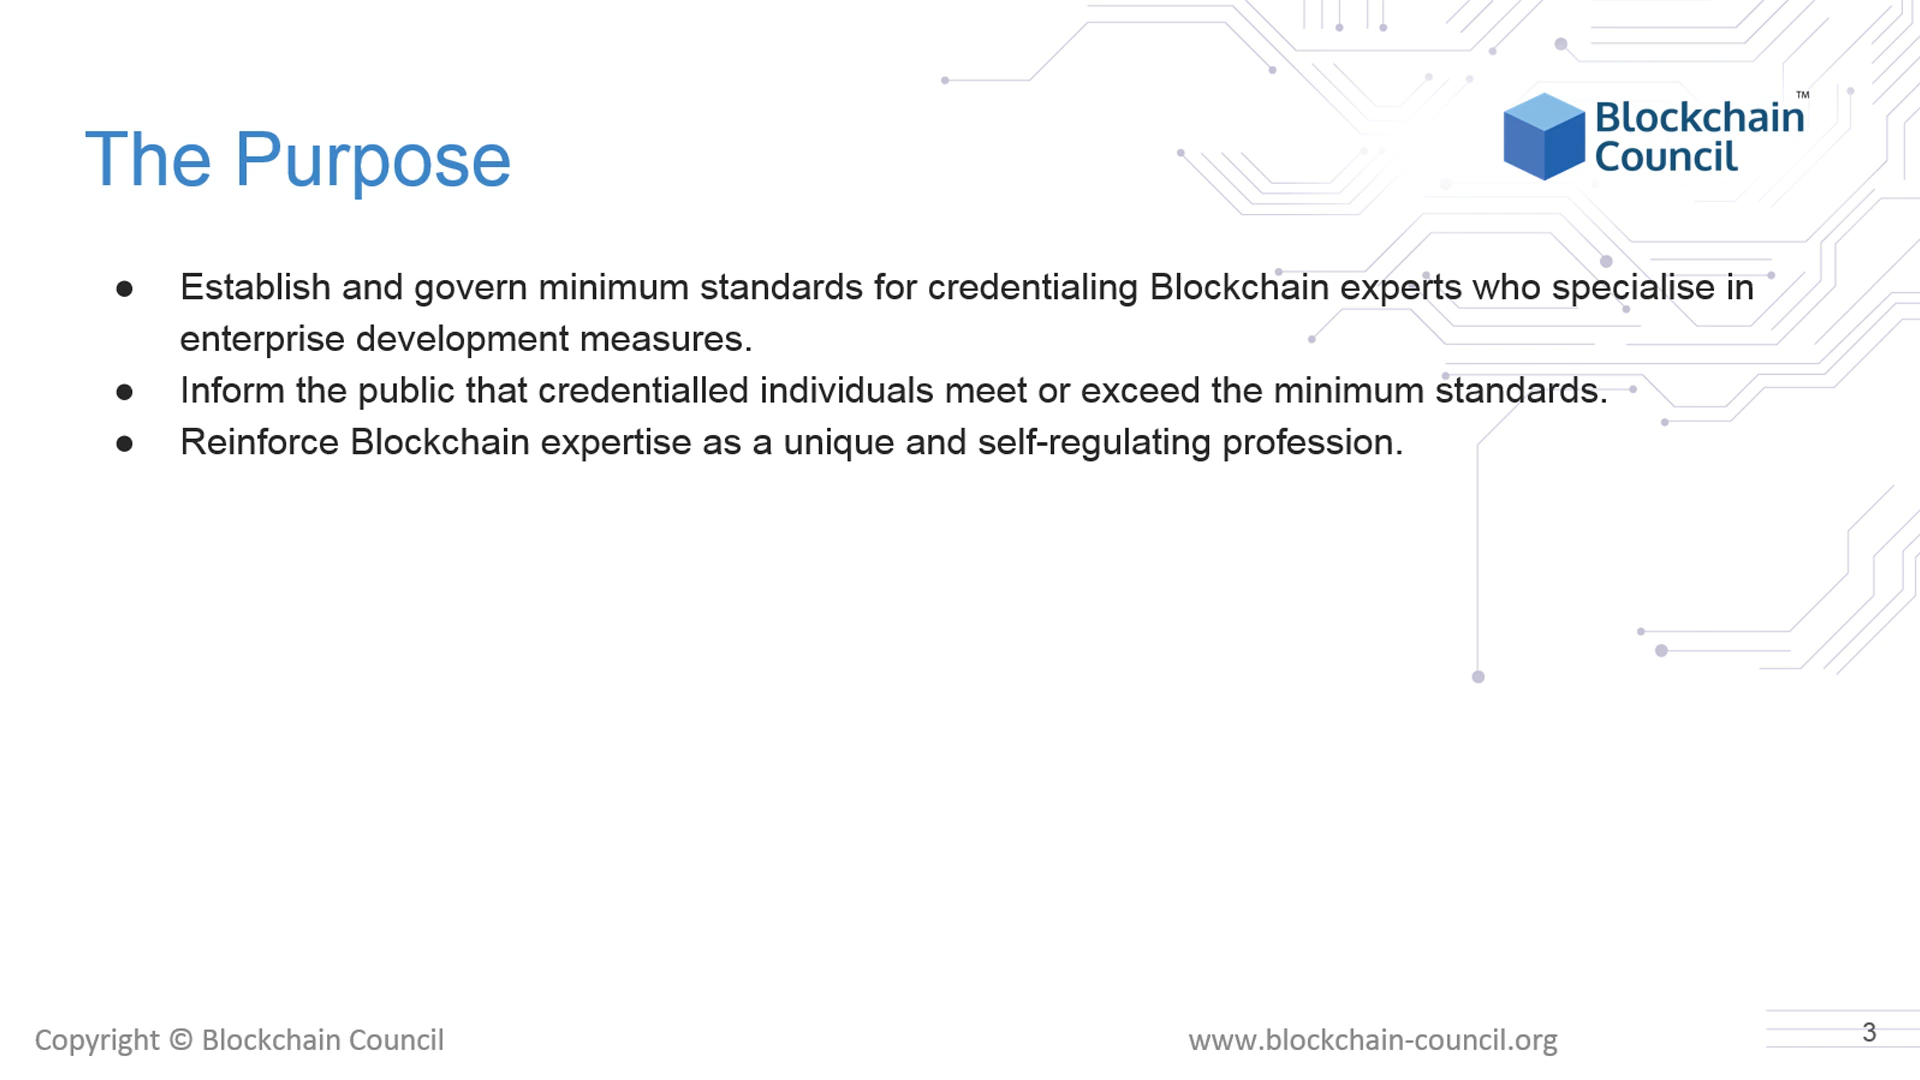 Blockchain™
Council
The Purpose
● Establish and govern minimum standards for credentialing Blockchain experts who specialise in
enterprise development measures.
● Inform the public that credentialled individuals meet or exceed the minimum standards.
● Reinforce Blockchain expertise as a unique and self-regulating profession.
Copyright © Blockchain Council
www.blockchain-council.org
3